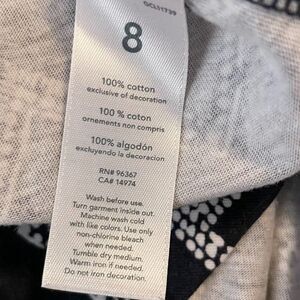 GCLI1739
8
100% cotton
exclusive of decoration
100 % coton
ornements non compris
100% algodón
excluyendo la decoracion
RN# 96367
CA# 14974
Wash before use.
Turn garment inside out.
Machine wash cold
with like colors. Use only
non-chlorine bleach
when needed.
Tumble dry medium.
Warm iron if needed.
Do not iron decoration.